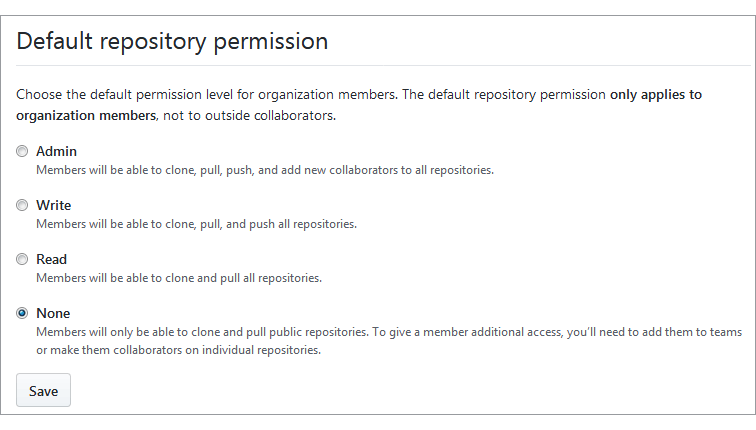 Default repository permission
Choose the default permission level for organization members. The default repository permission only applies to
organization members, not to outside collaborators.
Admin
Members will be able to clone, pull, push, and add new collaborators to all repositories.
Write
Members will be able to clone, pull, and push all repositories.
Read
Members will be able to clone and pull all repositories.
None
Members will only be able to clone and pull public repositories. To give a member additional access, you'll need to add them to teams
or make them collaborators on individual repositories.
Save